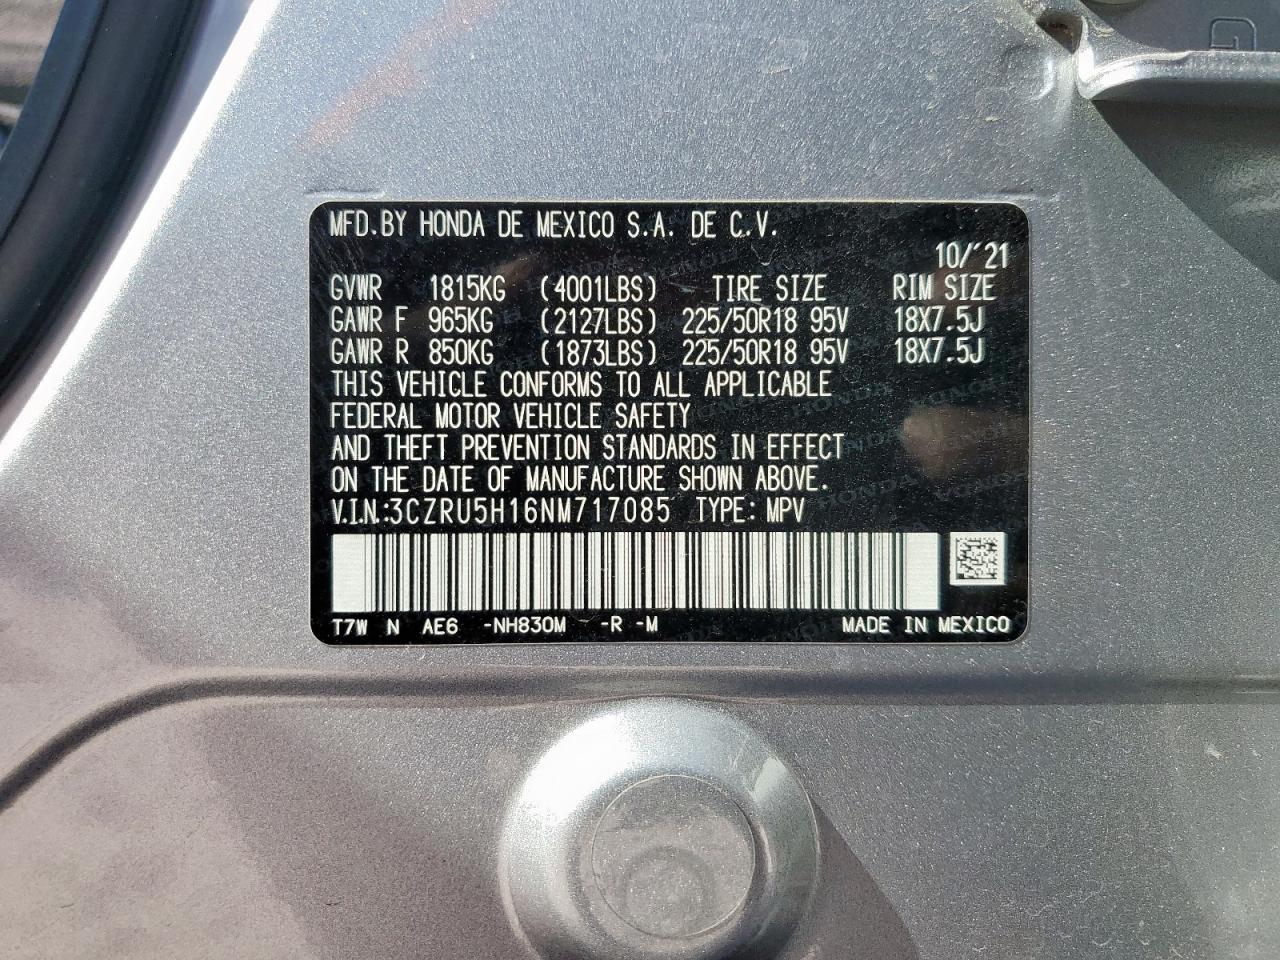 MFD.BY HONDA DE MEXICO S.A. DE C.V.
10/'21
GVWR 1815KG (4001LBS) TIRE SIZE RIM SIZE
GAWR F 965KG (2127LBS) 225/50R18 95V 18X7.5J
GAWR R 850KG (1873LBS) 225/50R18 95V 18X7.5J
THIS VEHICLE CONFORMS TO ALL APPLICABLE
FEDERAL MOTOR VEHICLE SAFETY
AND THEFT PREVENTION STANDARDS IN EFFECT
ON THE DATE OF MANUFACTURE SHOWN ABOVE.
V.I.N.:3CZRU5H16NM717085 TYPE: MPV
T7W N AE6 -NH830M -R -M MADE IN MEXICO